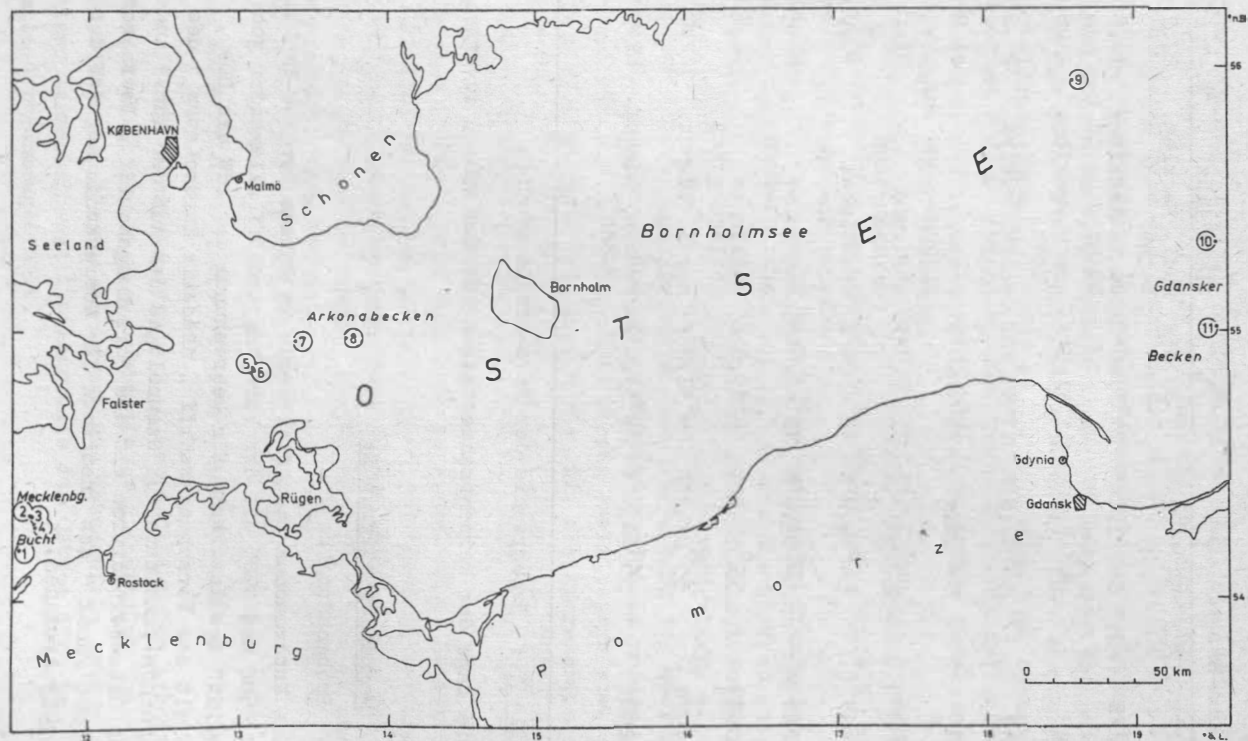 °n.Br.
56
9
KØBENHAVN
Malmö
Schonen
Seeland
Bornholmsee
10
Gdansker
Bornholm
55
11
Becken
Arkonabecken
7
8
5
6
OSTSEE
Falster
Gdynia
Gdańsk
Rügen
Mecklenbg.
2
3
4
Bucht
1
Rostock
54
Mecklenburg
Pomorze
0 50 km
12 13 14 15 16 17 18 19 °ö.L.